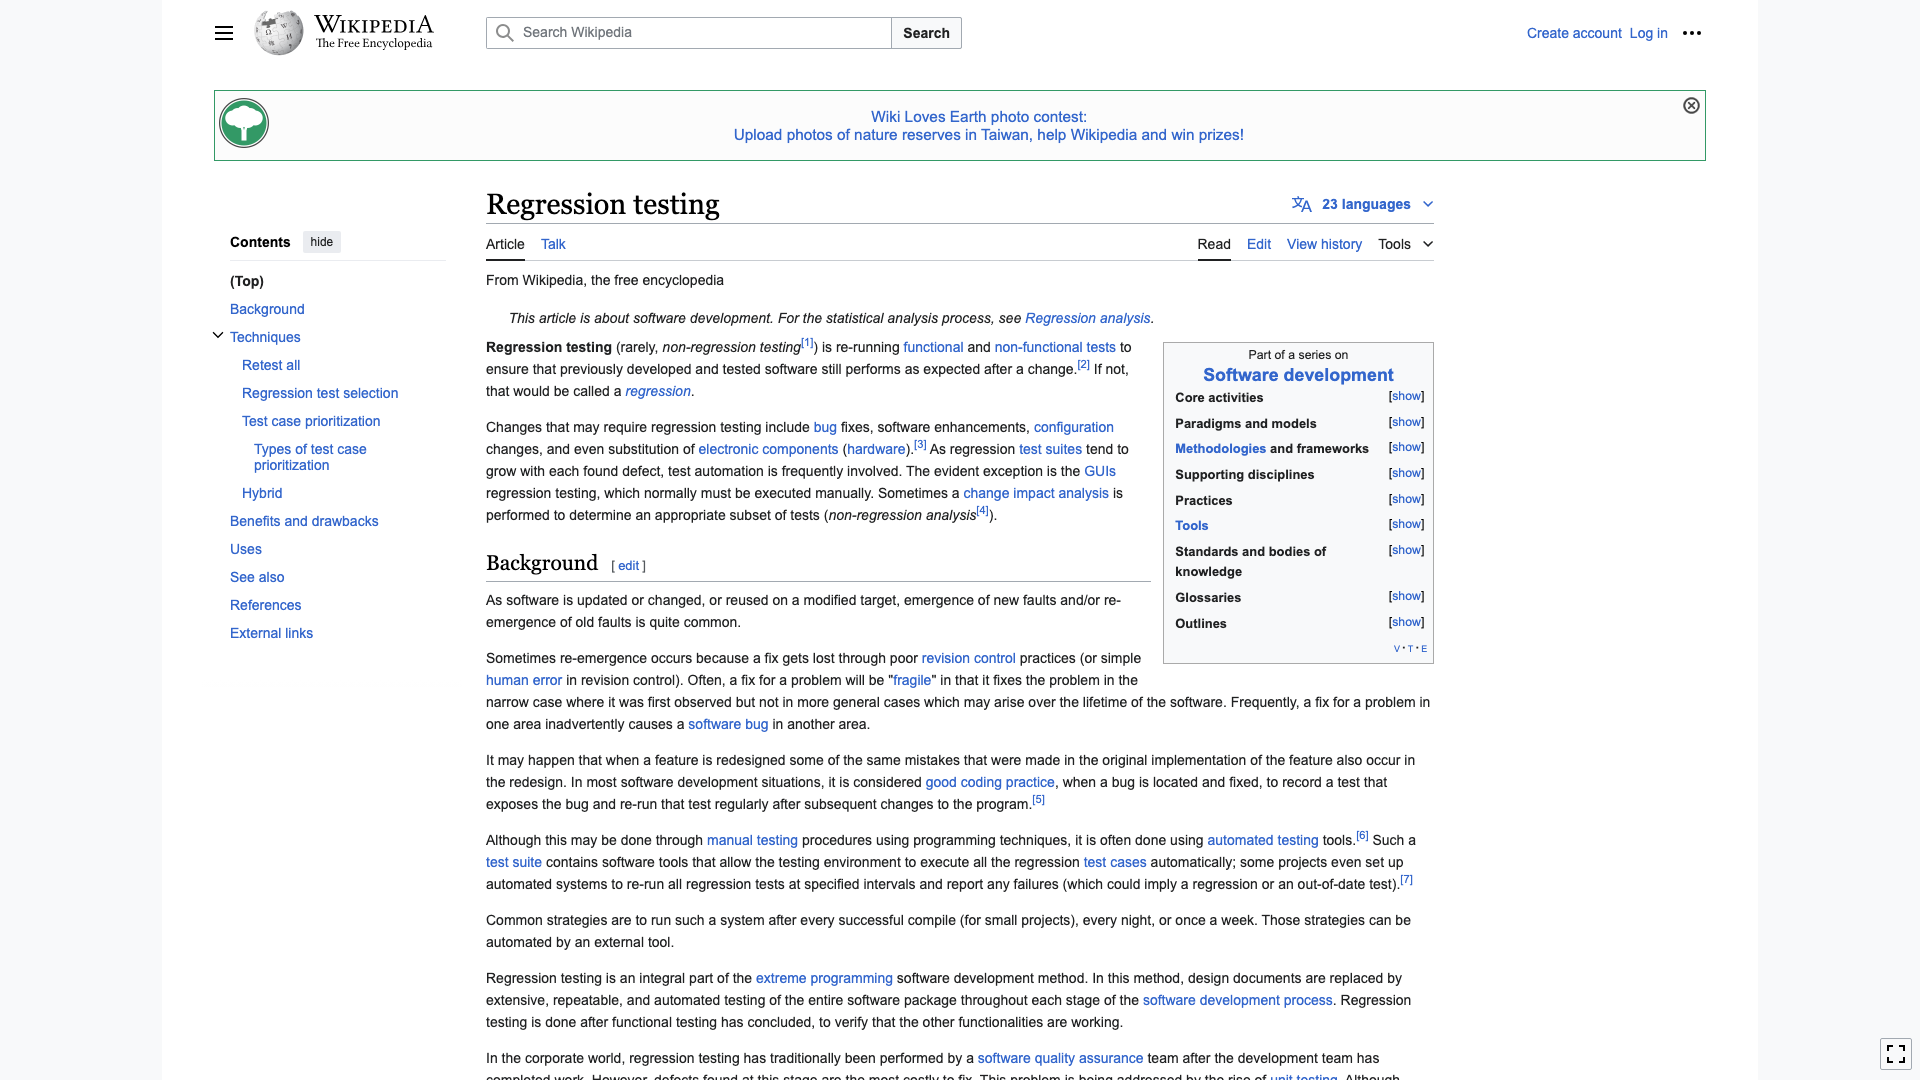 WIKIPEDIA
The Free Encyclopedia
Search Wikipedia
Search
Create account Log in
Wiki Loves Earth photo contest:
Upload photos of nature reserves in Taiwan, help Wikipedia and win prizes!
Contents hide
(Top)
Background
Techniques
Retest all
Regression test selection
Test case prioritization
Types of test case
prioritization
Hybrid
Benefits and drawbacks
Uses
See also
References
External links
Regression testing
23 languages
Article Talk
Read Edit View history Tools
From Wikipedia, the free encyclopedia
This article is about software development. For the statistical analysis process, see Regression analysis.
Regression testing (rarely, non-regression testing[1]) is re-running functional and non-functional tests to
ensure that previously developed and tested software still performs as expected after a change.[2] If not,
that would be called a regression.
Changes that may require regression testing include bug fixes, software enhancements, configuration
changes, and even substitution of electronic components (hardware).[3] As regression test suites tend to
grow with each found defect, test automation is frequently involved. The evident exception is the GUIs
regression testing, which normally must be executed manually. Sometimes a change impact analysis is
performed to determine an appropriate subset of tests (non-regression analysis[4]).
Part of a series on
Software development
Core activities [show]
Paradigms and models [show]
Methodologies and frameworks [show]
Supporting disciplines [show]
Practices [show]
Tools [show]
Standards and bodies of [show]
knowledge
Glossaries [show]
Outlines [show]
V · T · E
Background [ edit ]
As software is updated or changed, or reused on a modified target, emergence of new faults and/or re-
emergence of old faults is quite common.
Sometimes re-emergence occurs because a fix gets lost through poor revision control practices (or simple
human error in revision control). Often, a fix for a problem will be "fragile" in that it fixes the problem in the
narrow case where it was first observed but not in more general cases which may arise over the lifetime of the software. Frequently, a fix for a problem in
one area inadvertently causes a software bug in another area.
It may happen that when a feature is redesigned some of the same mistakes that were made in the original implementation of the feature also occur in
the redesign. In most software development situations, it is considered good coding practice, when a bug is located and fixed, to record a test that
exposes the bug and re-run that test regularly after subsequent changes to the program.[5]
Although this may be done through manual testing procedures using programming techniques, it is often done using automated testing tools.[6] Such a
test suite contains software tools that allow the testing environment to execute all the regression test cases automatically; some projects even set up
automated systems to re-run all regression tests at specified intervals and report any failures (which could imply a regression or an out-of-date test).[7]
Common strategies are to run such a system after every successful compile (for small projects), every night, or once a week. Those strategies can be
automated by an external tool.
Regression testing is an integral part of the extreme programming software development method. In this method, design documents are replaced by
extensive, repeatable, and automated testing of the entire software package throughout each stage of the software development process. Regression
testing is done after functional testing has concluded, to verify that the other functionalities are working.
In the corporate world, regression testing has traditionally been performed by a software quality assurance team after the development team has
completed work. However, defects found at this stage are the most costly to fix. This problem is being addressed by the rise of unit testing. Although